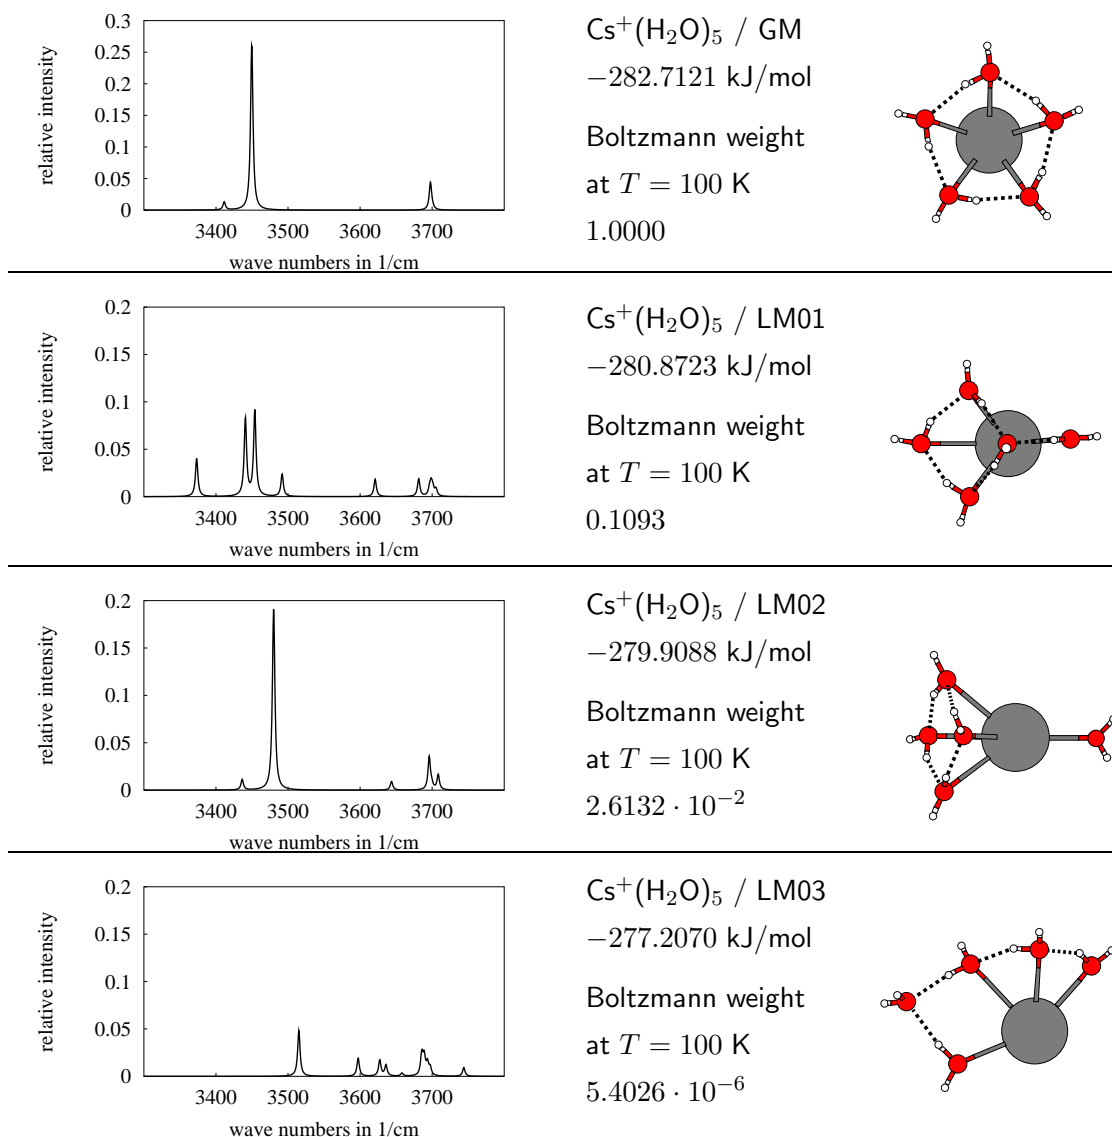 0.3
0.25
0.2
0.15
0.1
0.05
0
relative intensity
3400 3500 3600 3700
wave numbers in 1/cm
Cs⁺(H₂O)₅ / GM
−282.7121 kJ/mol
Boltzmann weight
at T = 100 K
1.0000
0.2
0.15
0.1
0.05
0
relative intensity
3400 3500 3600 3700
wave numbers in 1/cm
Cs⁺(H₂O)₅ / LM01
−280.8723 kJ/mol
Boltzmann weight
at T = 100 K
0.1093
0.2
0.15
0.1
0.05
0
relative intensity
3400 3500 3600 3700
wave numbers in 1/cm
Cs⁺(H₂O)₅ / LM02
−279.9088 kJ/mol
Boltzmann weight
at T = 100 K
2.6132 · 10⁻²
0.2
0.15
0.1
0.05
0
relative intensity
3400 3500 3600 3700
wave numbers in 1/cm
Cs⁺(H₂O)₅ / LM03
−277.2070 kJ/mol
Boltzmann weight
at T = 100 K
5.4026 · 10⁻⁶